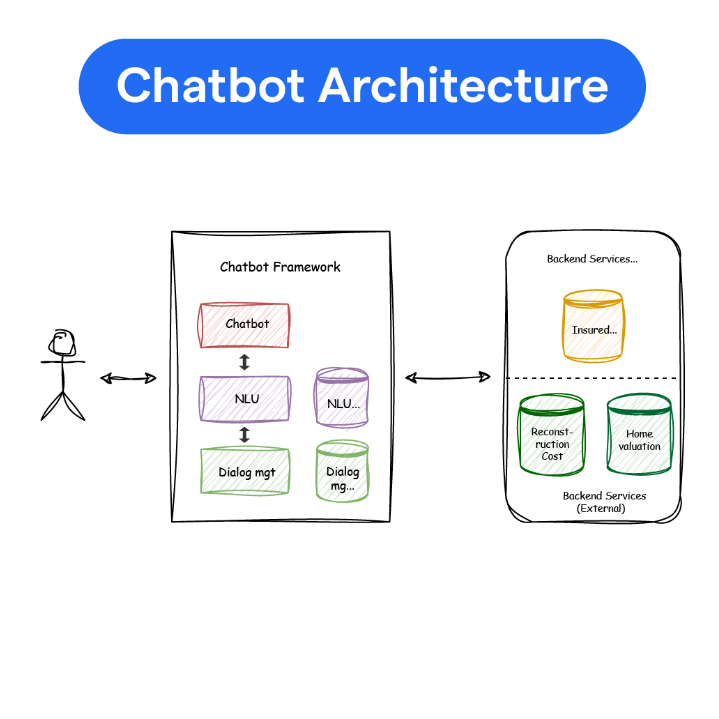 Chatbot Architecture
Chatbot Framework
Chatbot
NLU
NLU...
Dialog mgt
Dialog
mg...
Backend Services...
Insured...
Reconst-
ruction
Cost
Home
valuation
Backend Services
(External)